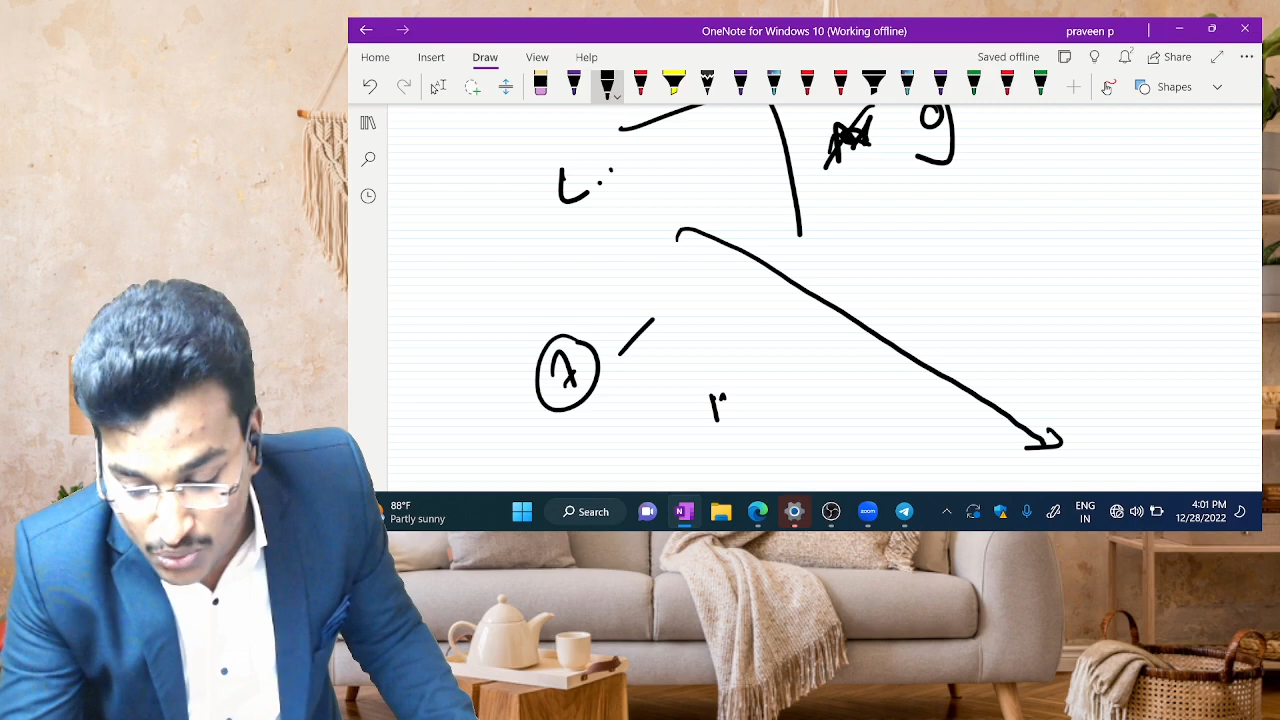 OneNote for Windows 10 (Working offline)
praveen p
Home Insert Draw View Help
Saved offline
Share
Shapes
g
88°F
Partly sunny
Search
zoom
ENG
IN
4:01 PM
12/28/2022